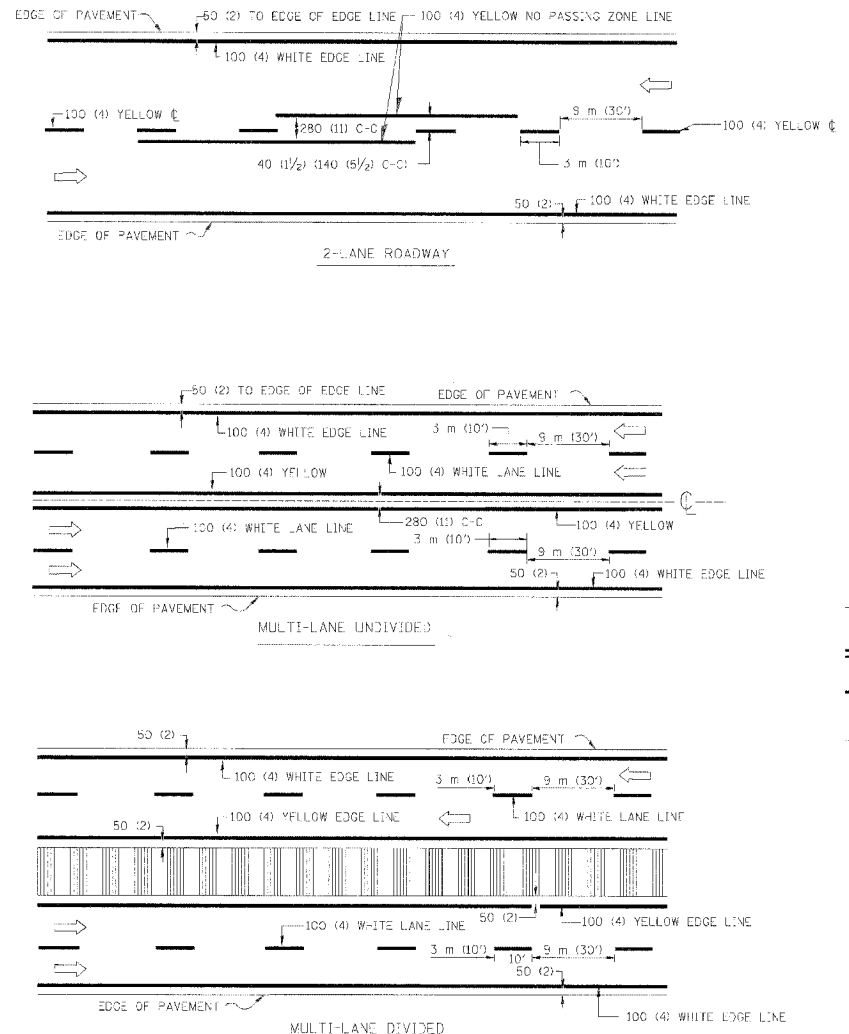 EDGE OF PAVEMENT
50 (2) TO EDGE OF EDGE LINE
100 (4) YELLOW NO PASSING ZONE LINE
100 (4) WHITE EDGE LINE
100 (4) YELLOW ℄
9 m (30')
280 (11) C-C
100 (4) YELLOW ℄
40 (1½) (140 (5½) C-C)
3 m (10')
50 (2)
100 (4) WHITE EDGE LINE
EDGE OF PAVEMENT
2-LANE ROADWAY
50 (2) TO EDGE OF EDGE LINE
EDGE OF PAVEMENT
100 (4) WHITE EDGE LINE
3 m (10')
9 m (30')
100 (4) YELLOW
100 (4) WHITE LANE LINE
℄
100 (4) WHITE LANE LINE
280 (11) C-C
100 (4) YELLOW
3 m (10')
9 m (30')
50 (2)
100 (4) WHITE EDGE LINE
EDGE OF PAVEMENT
MULTI-LANE UNDIVIDED
50 (2)
EDGE OF PAVEMENT
100 (4) WHITE EDGE LINE
3 m (10')
9 m (30')
100 (4) YELLOW EDGE LINE
100 (4) WHITE LANE LINE
50 (2)
100 (4) WHITE LANE LINE
50 (2)
100 (4) YELLOW EDGE LINE
3 m (10')
10'
9 m (30')
50 (2)
EDGE OF PAVEMENT
100 (4) WHITE EDGE LINE
MULTI-LANE DIVIDED